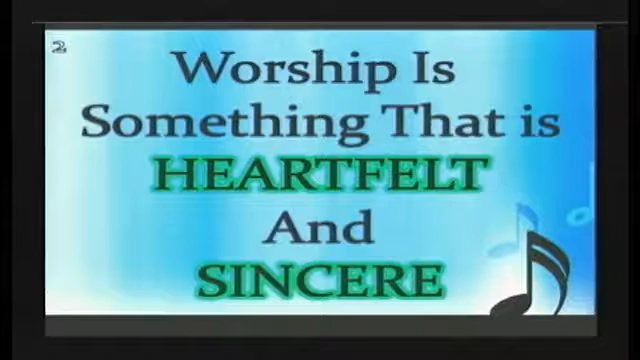 2
Worship Is
Something That is
HEARTFELT
And
SINCERE